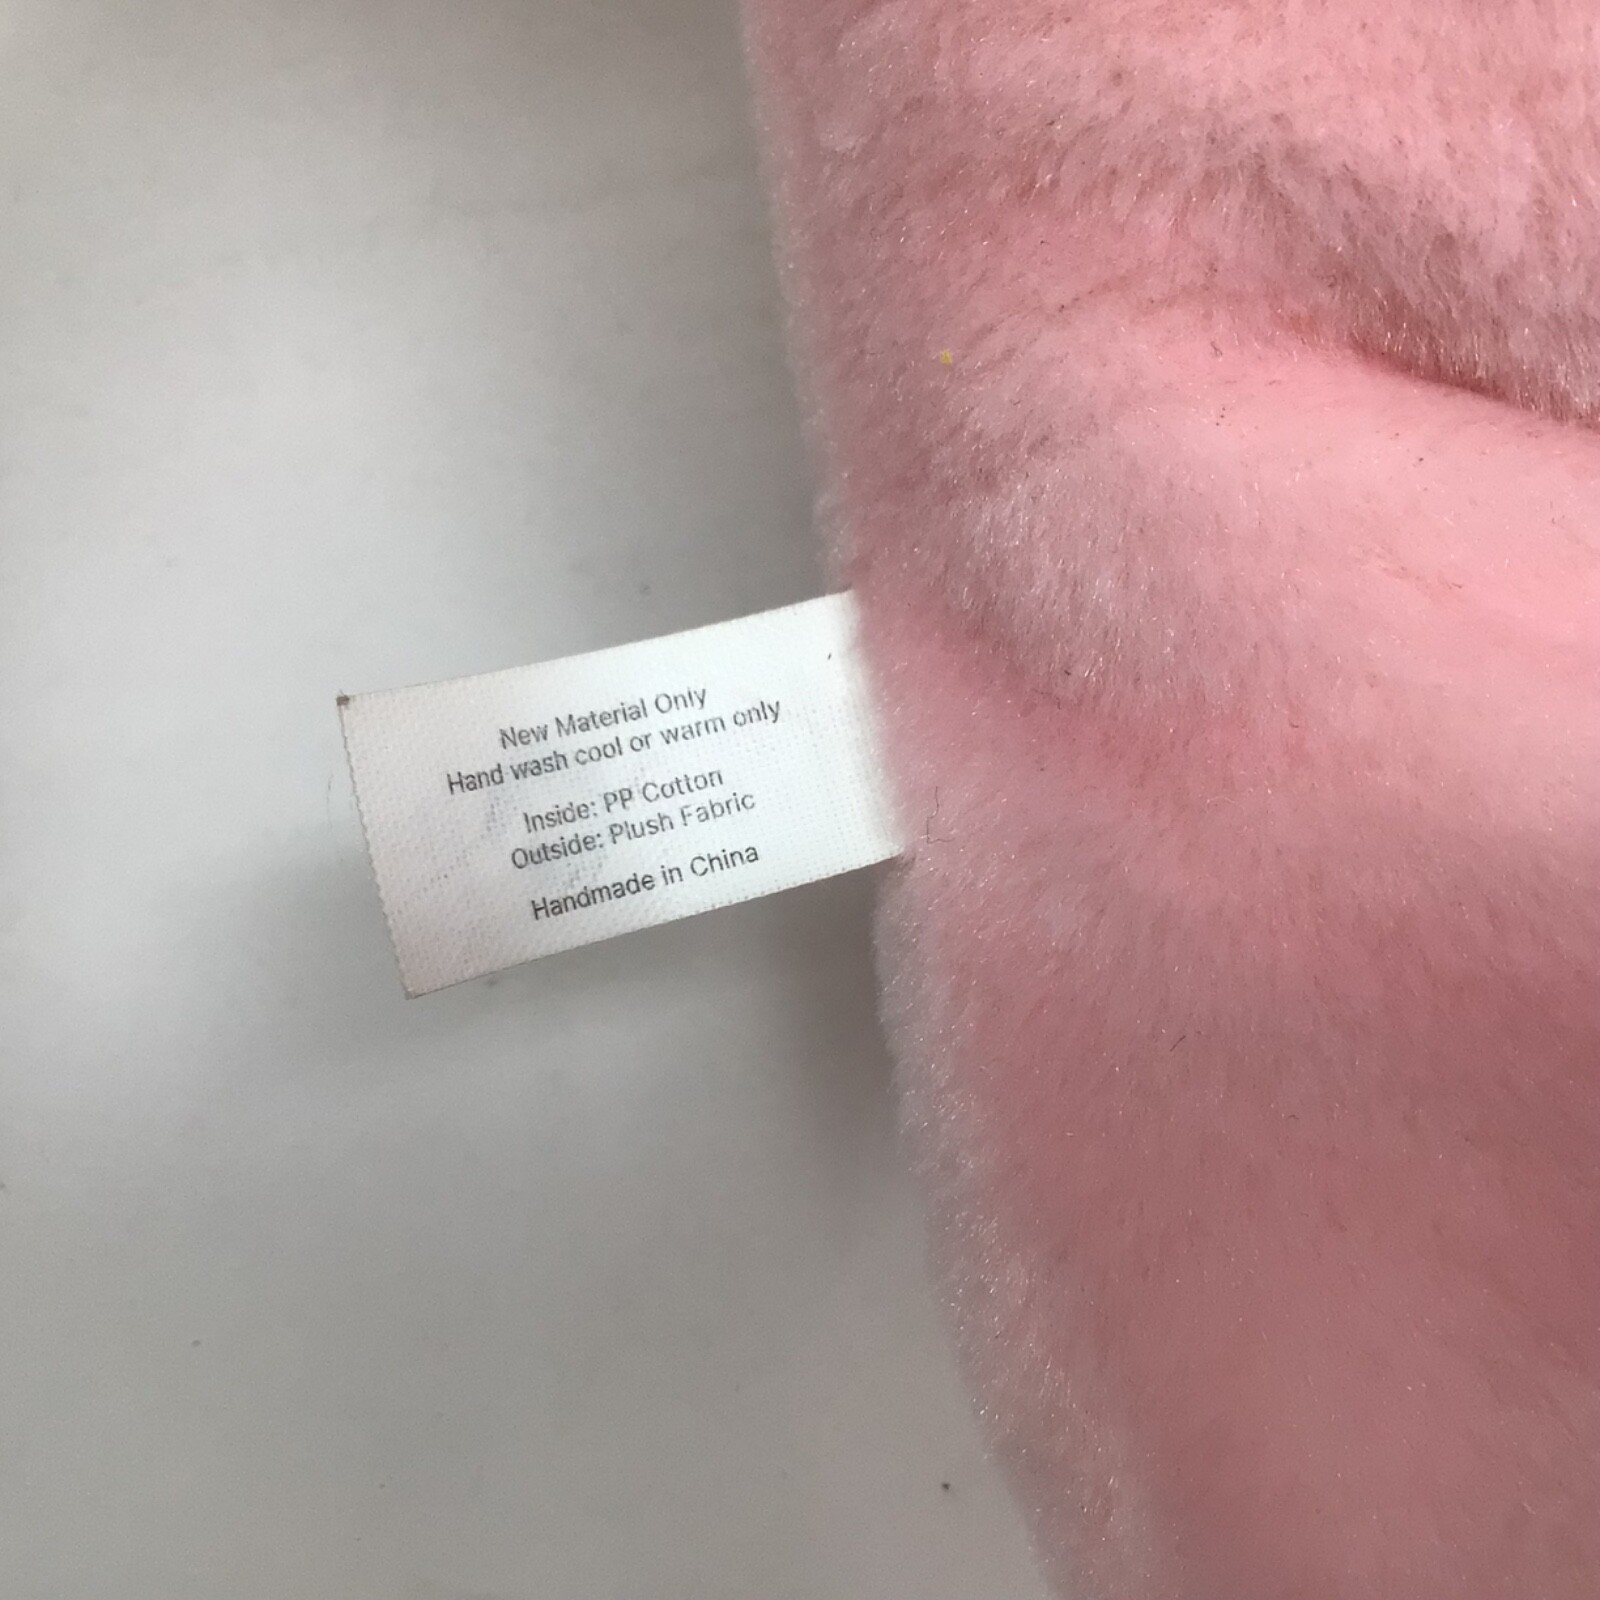 New Material Only
Hand wash cool or warm only
Inside: PP Cotton
Outside: Plush Fabric
Handmade in China